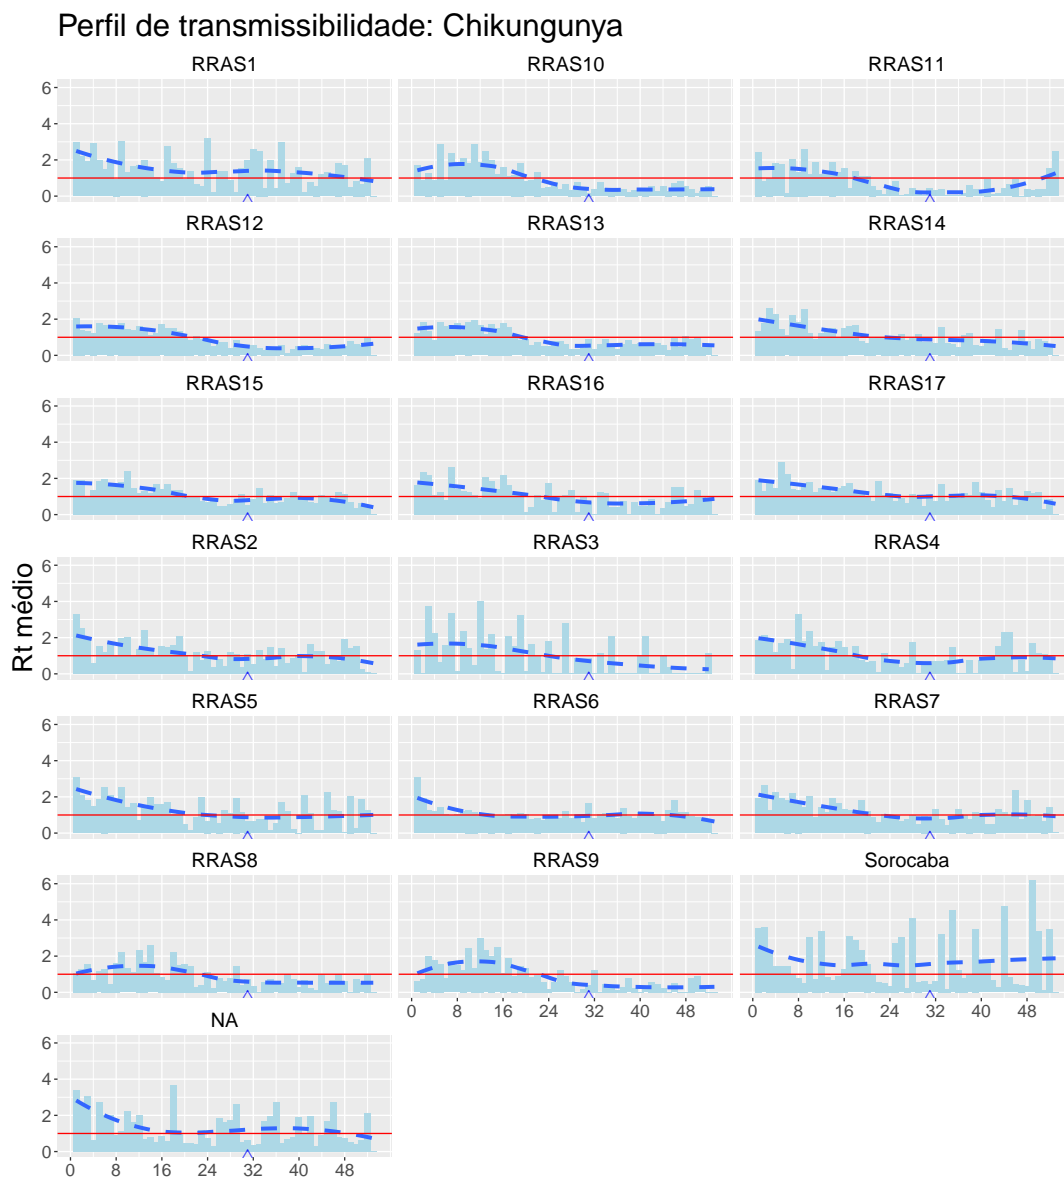 Perfil de transmissibilidade: Chikungunya
RRAS1 RRAS10 RRAS11
6
4
2
0
RRAS12 RRAS13 RRAS14
6
4
2
0
RRAS15 RRAS16 RRAS17
6
4
2
0
RRAS2 RRAS3 RRAS4
6
4
2
0
Rt médio
RRAS5 RRAS6 RRAS7
6
4
2
0
RRAS8 RRAS9 Sorocaba
6
4
2
0
0 8 16 24 32 40 48 0 8 16 24 32 40 48
NA
6
4
2
0
0 8 16 24 32 40 48